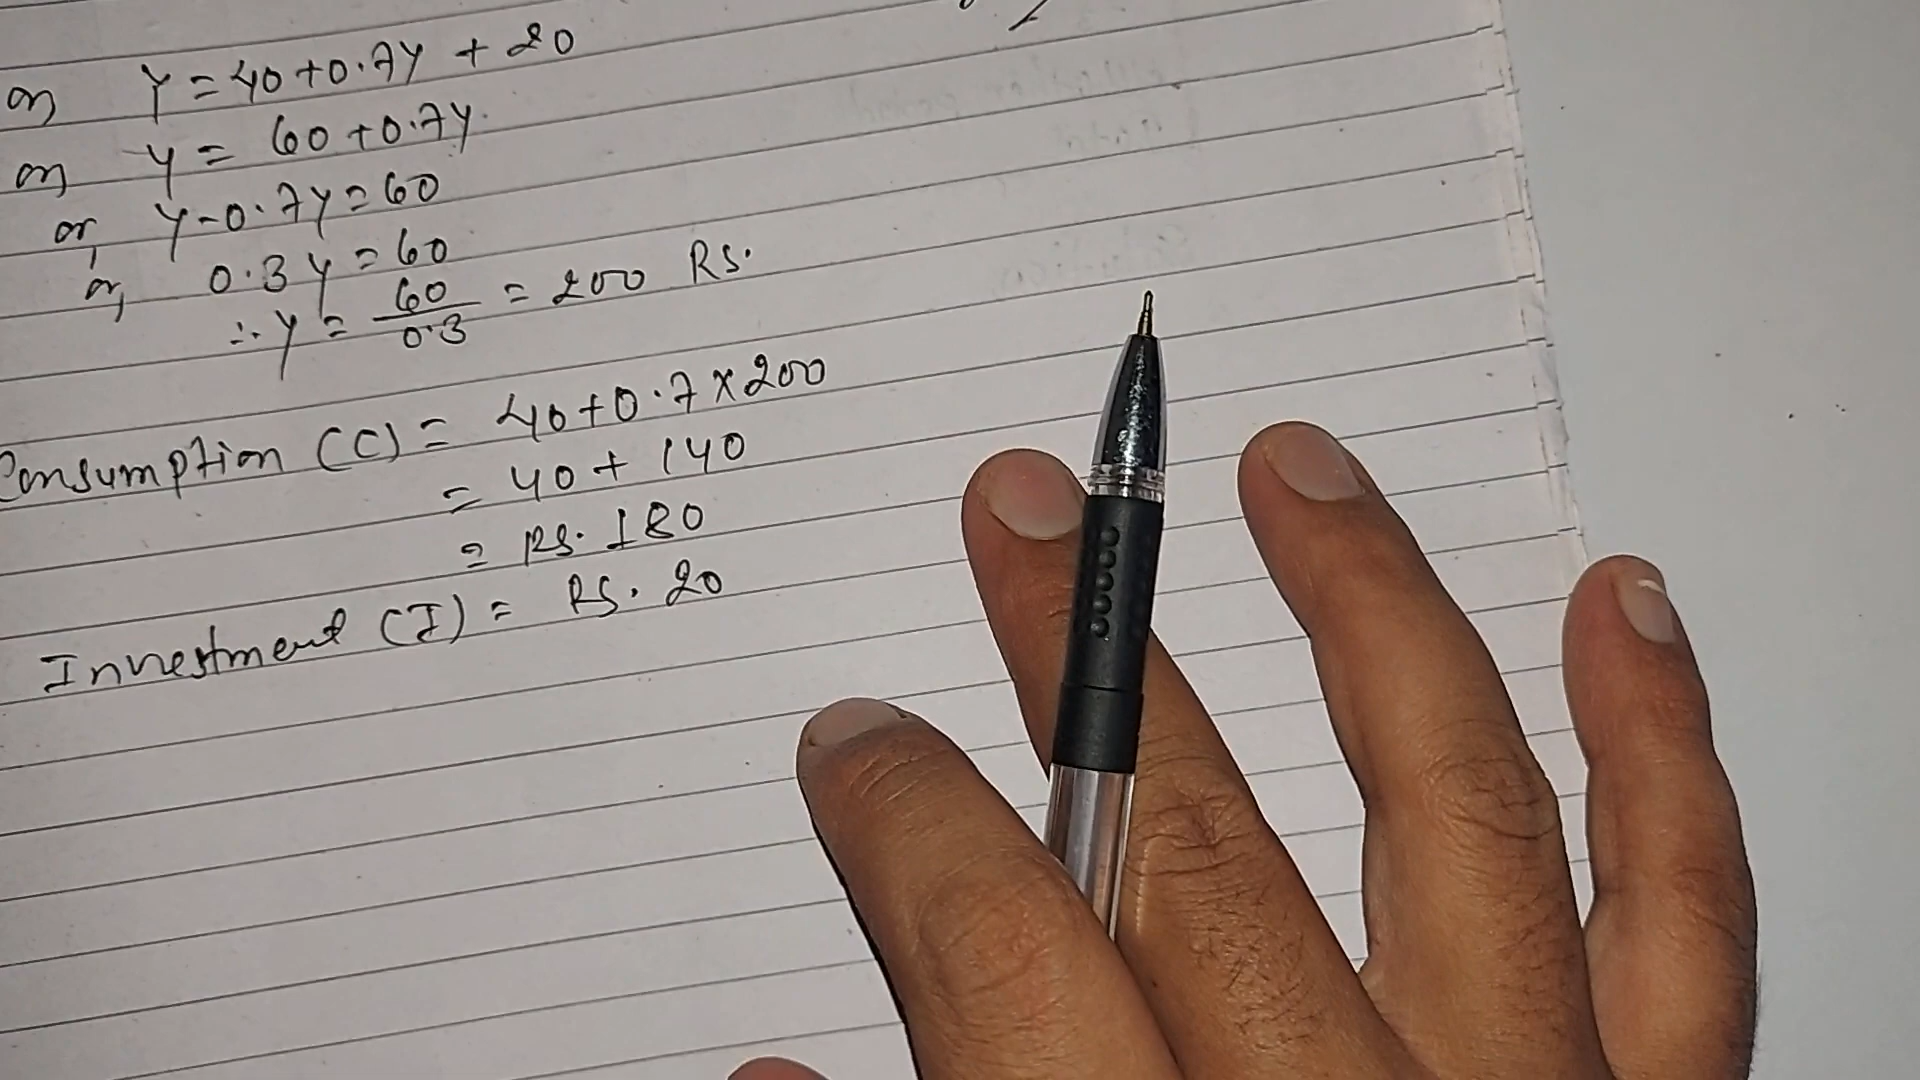 or Y = 40 + 0.7Y + 20
or Y = 60 + 0.7Y.
or, Y - 0.7Y = 60
or, 0.3Y = 60
∴ Y = 60/0.3 = 200 Rs.
Consumption (C) = 40 + 0.7 × 200
= 40 + 140
= Rs. 180
Investment (I) = Rs. 20